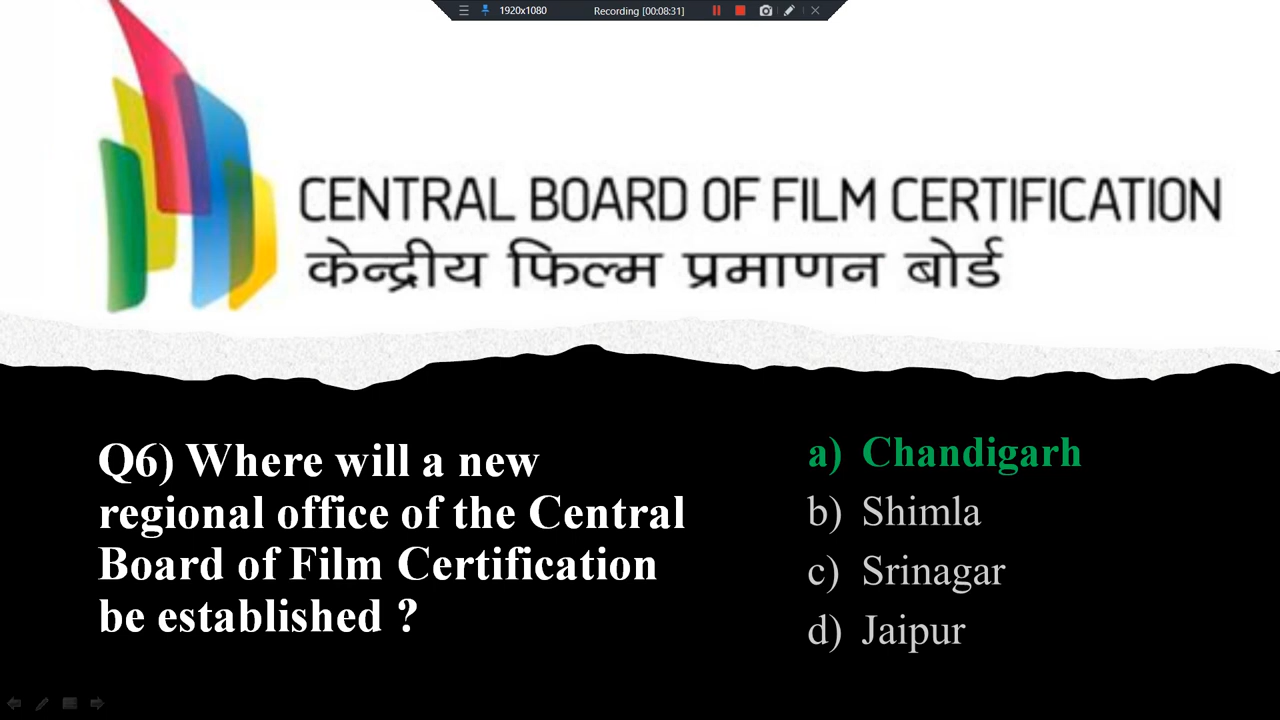 1920x1080 Recording [00:08:31]
CENTRAL BOARD OF FILM CERTIFICATION
केन्द्रीय फिल्म प्रमाणन बोर्ड
Q6) Where will a new
regional office of the Central
Board of Film Certification
be established ?
a) Chandigarh
b) Shimla
c) Srinagar
d) Jaipur